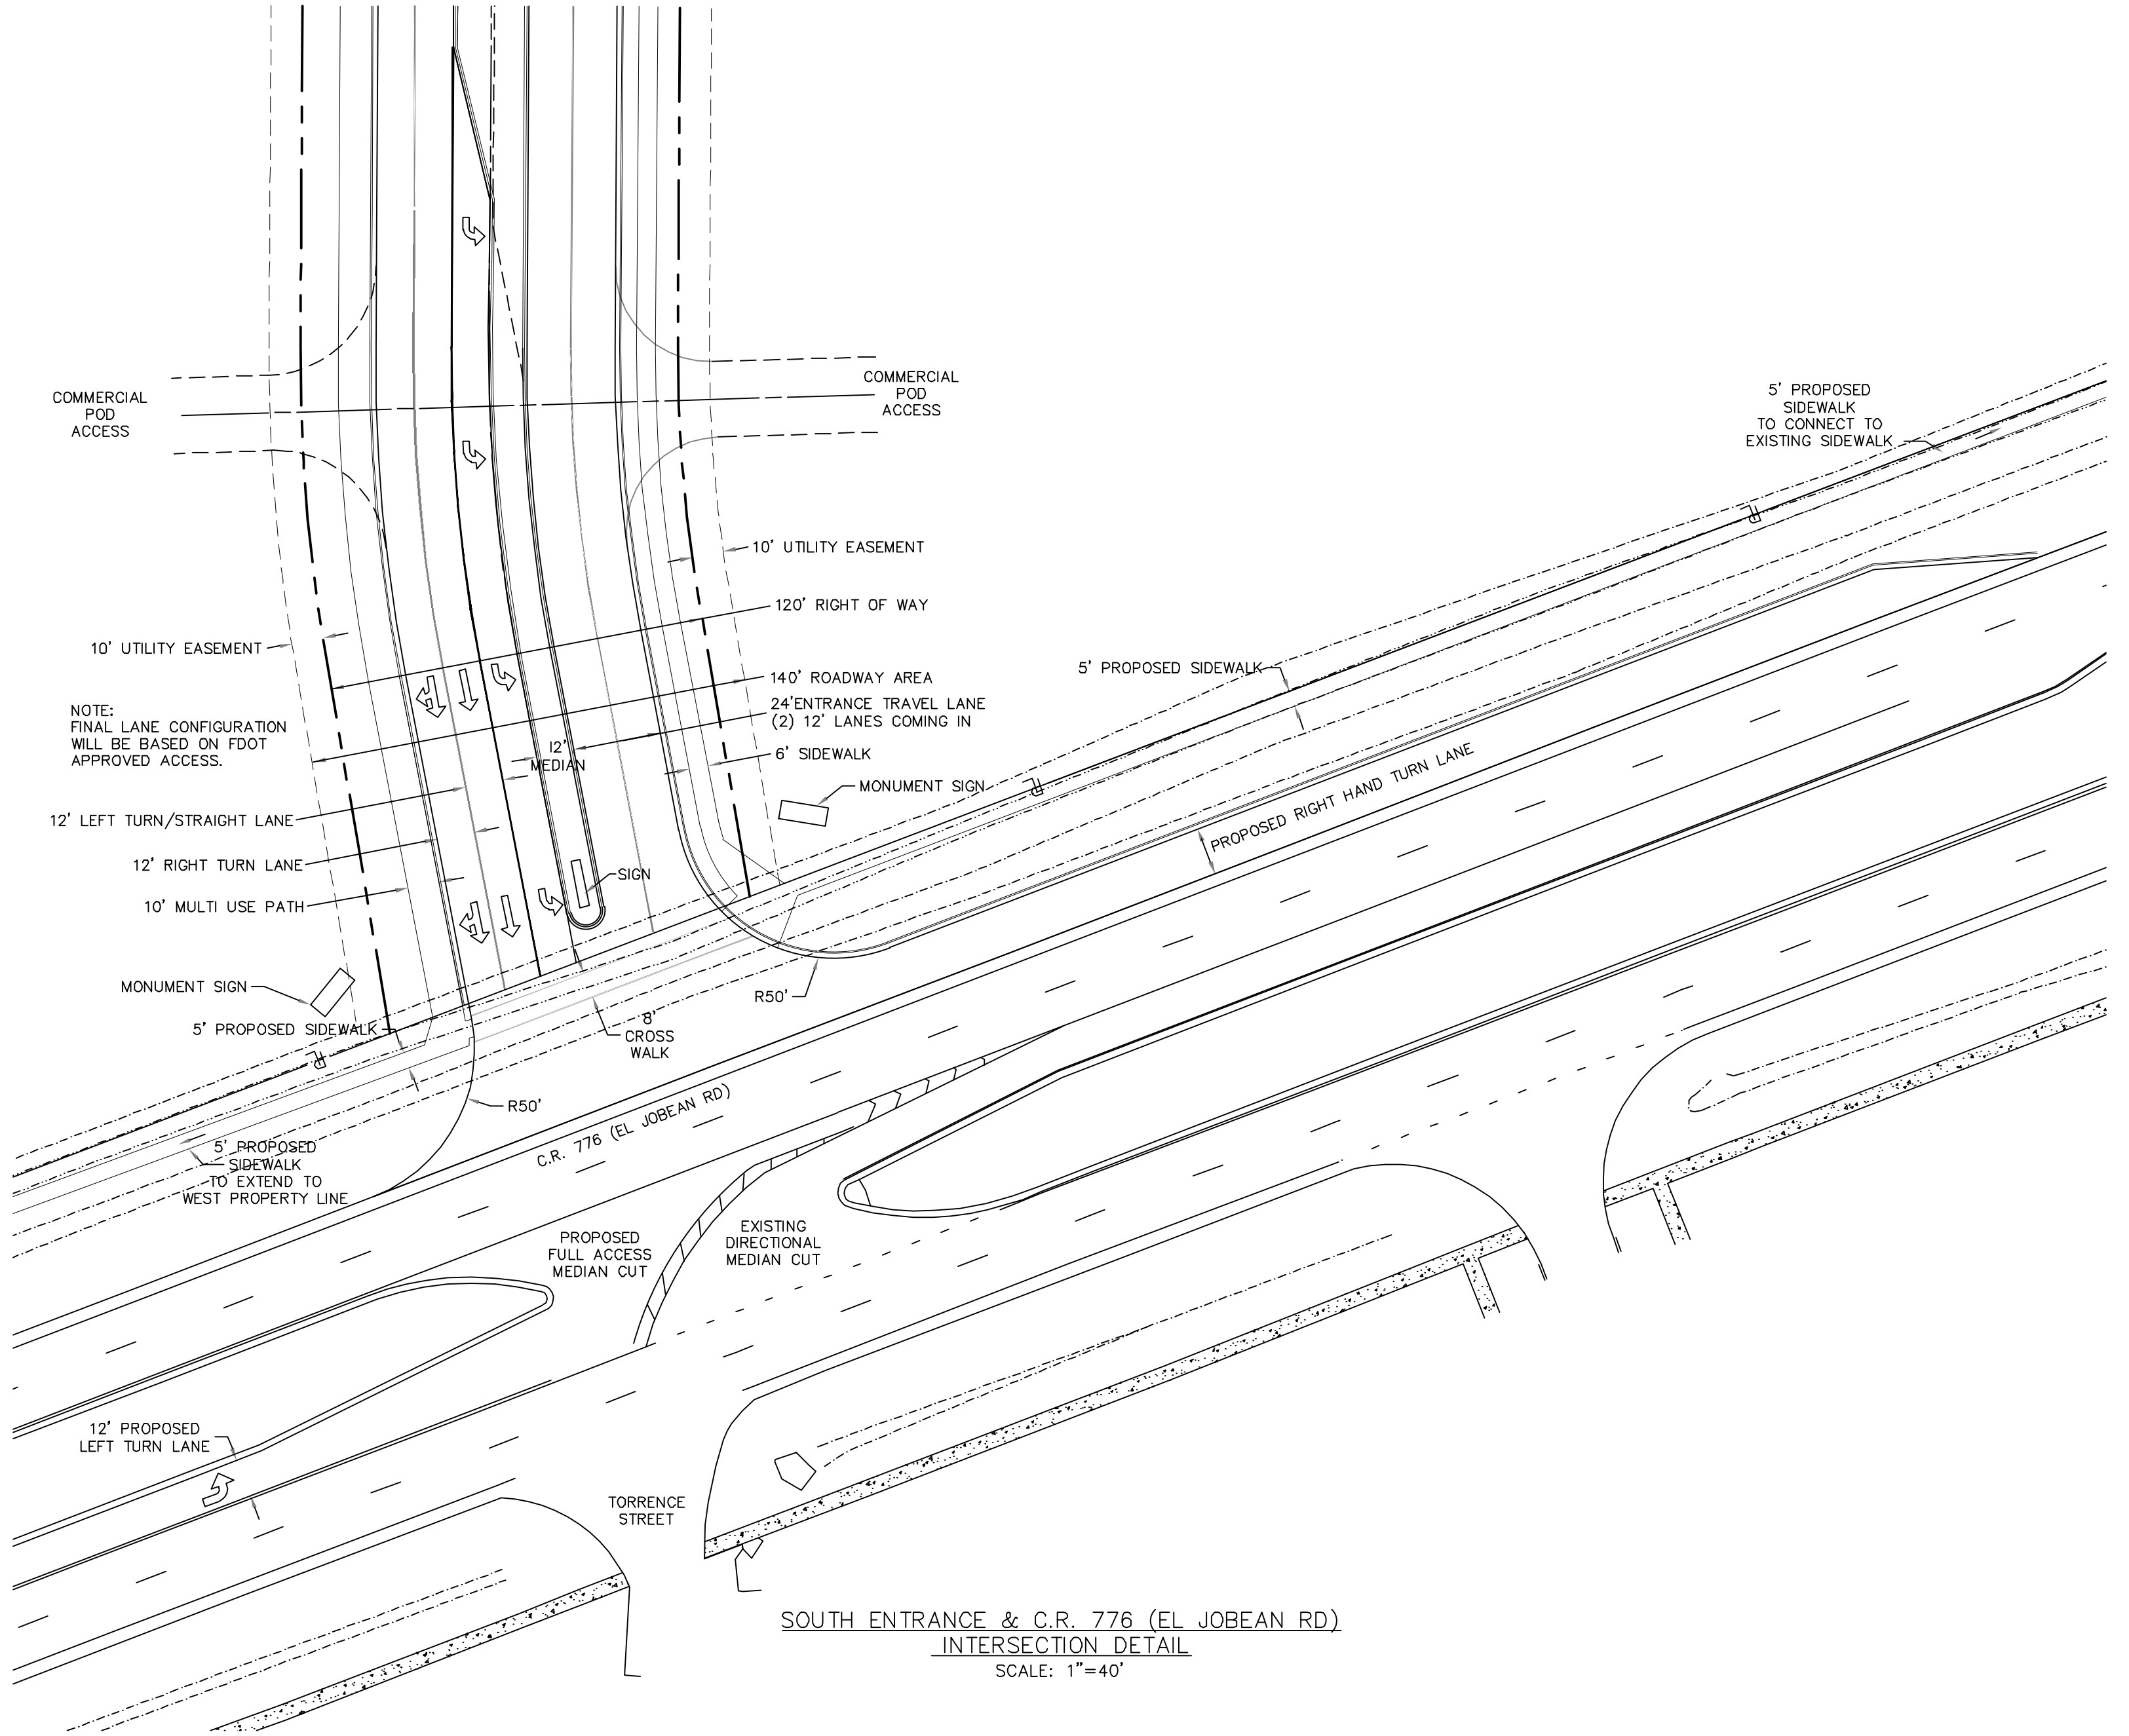 COMMERCIAL
POD
ACCESS
COMMERCIAL
POD
ACCESS
5' PROPOSED
SIDEWALK
TO CONNECT TO
EXISTING SIDEWALK
10' UTILITY EASEMENT
120' RIGHT OF WAY
10' UTILITY EASEMENT
140' ROADWAY AREA
5' PROPOSED SIDEWALK
24'ENTRANCE TRAVEL LANE
(2) 12' LANES COMING IN
NOTE:
FINAL LANE CONFIGURATION
WILL BE BASED ON FDOT
APPROVED ACCESS.
12'
MEDIAN
6' SIDEWALK
MONUMENT SIGN
PROPOSED RIGHT HAND TURN LANE
12' LEFT TURN/STRAIGHT LANE
12' RIGHT TURN LANE
SIGN
10' MULTI USE PATH
MONUMENT SIGN
R50'
5' PROPOSED SIDEWALK
8'
CROSS
WALK
R50'
C.R. 776 (EL JOBEAN RD)
5' PROPOSED
SIDEWALK
TO EXTEND TO
WEST PROPERTY LINE
PROPOSED
FULL ACCESS
MEDIAN CUT
EXISTING
DIRECTIONAL
MEDIAN CUT
12' PROPOSED
LEFT TURN LANE
TORRENCE
STREET
SOUTH ENTRANCE & C.R. 776 (EL JOBEAN RD)
INTERSECTION DETAIL
SCALE: 1"=40'